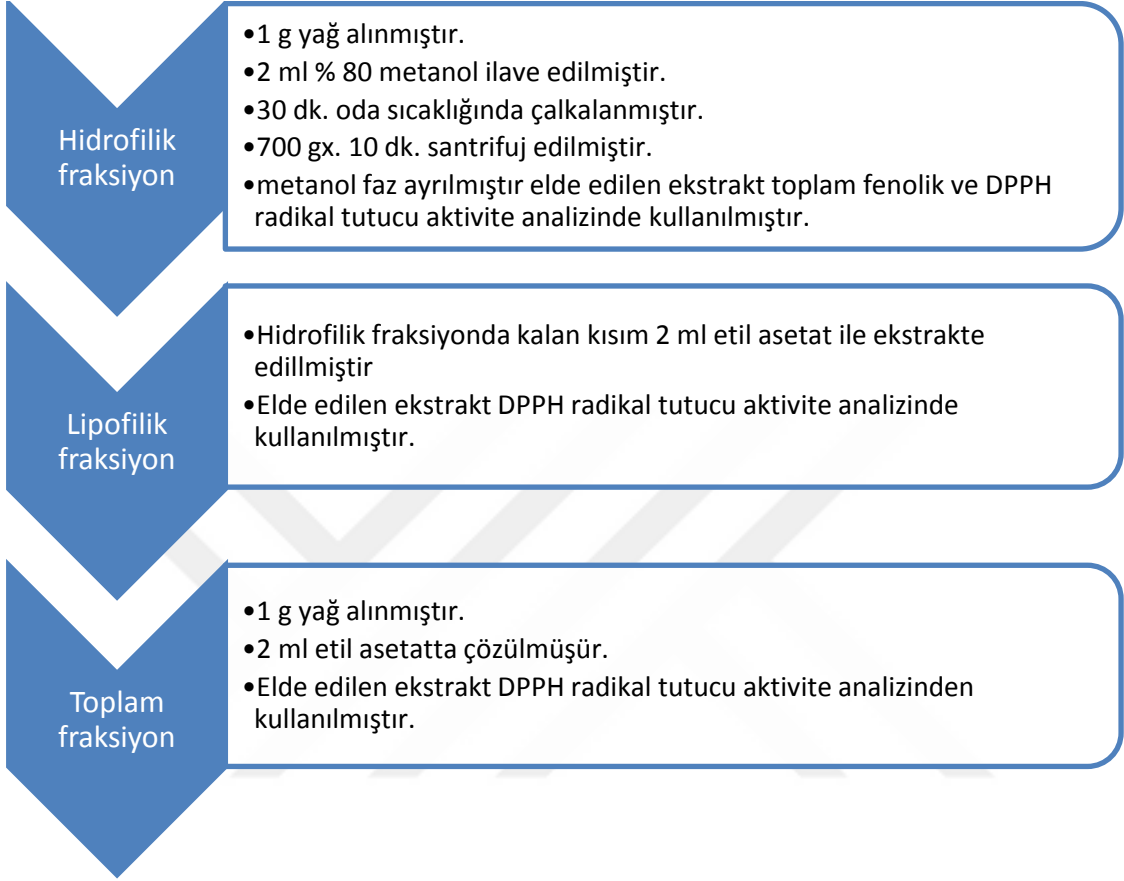 Hidrofilik
fraksiyon
•1 g yağ alınmıştır.
•2 ml % 80 metanol ilave edilmiştir.
•30 dk. oda sıcaklığında çalkalanmıştır.
•700 gx. 10 dk. santrifuj edilmiştir.
•metanol faz ayrılmıştır elde edilen ekstrakt toplam fenolik ve DPPH
radikal tutucu aktivite analizinde kullanılmıştır.
Lipofilik
fraksiyon
•Hidrofilik fraksiyonda kalan kısım 2 ml etil asetat ile ekstrakte
edillmiştir
•Elde edilen ekstrakt DPPH radikal tutucu aktivite analizinde
kullanılmıştır.
Toplam
fraksiyon
•1 g yağ alınmıştır.
•2 ml etil asetatta çözülmüşür.
•Elde edilen ekstrakt DPPH radikal tutucu aktivite analizinden
kullanılmıştır.